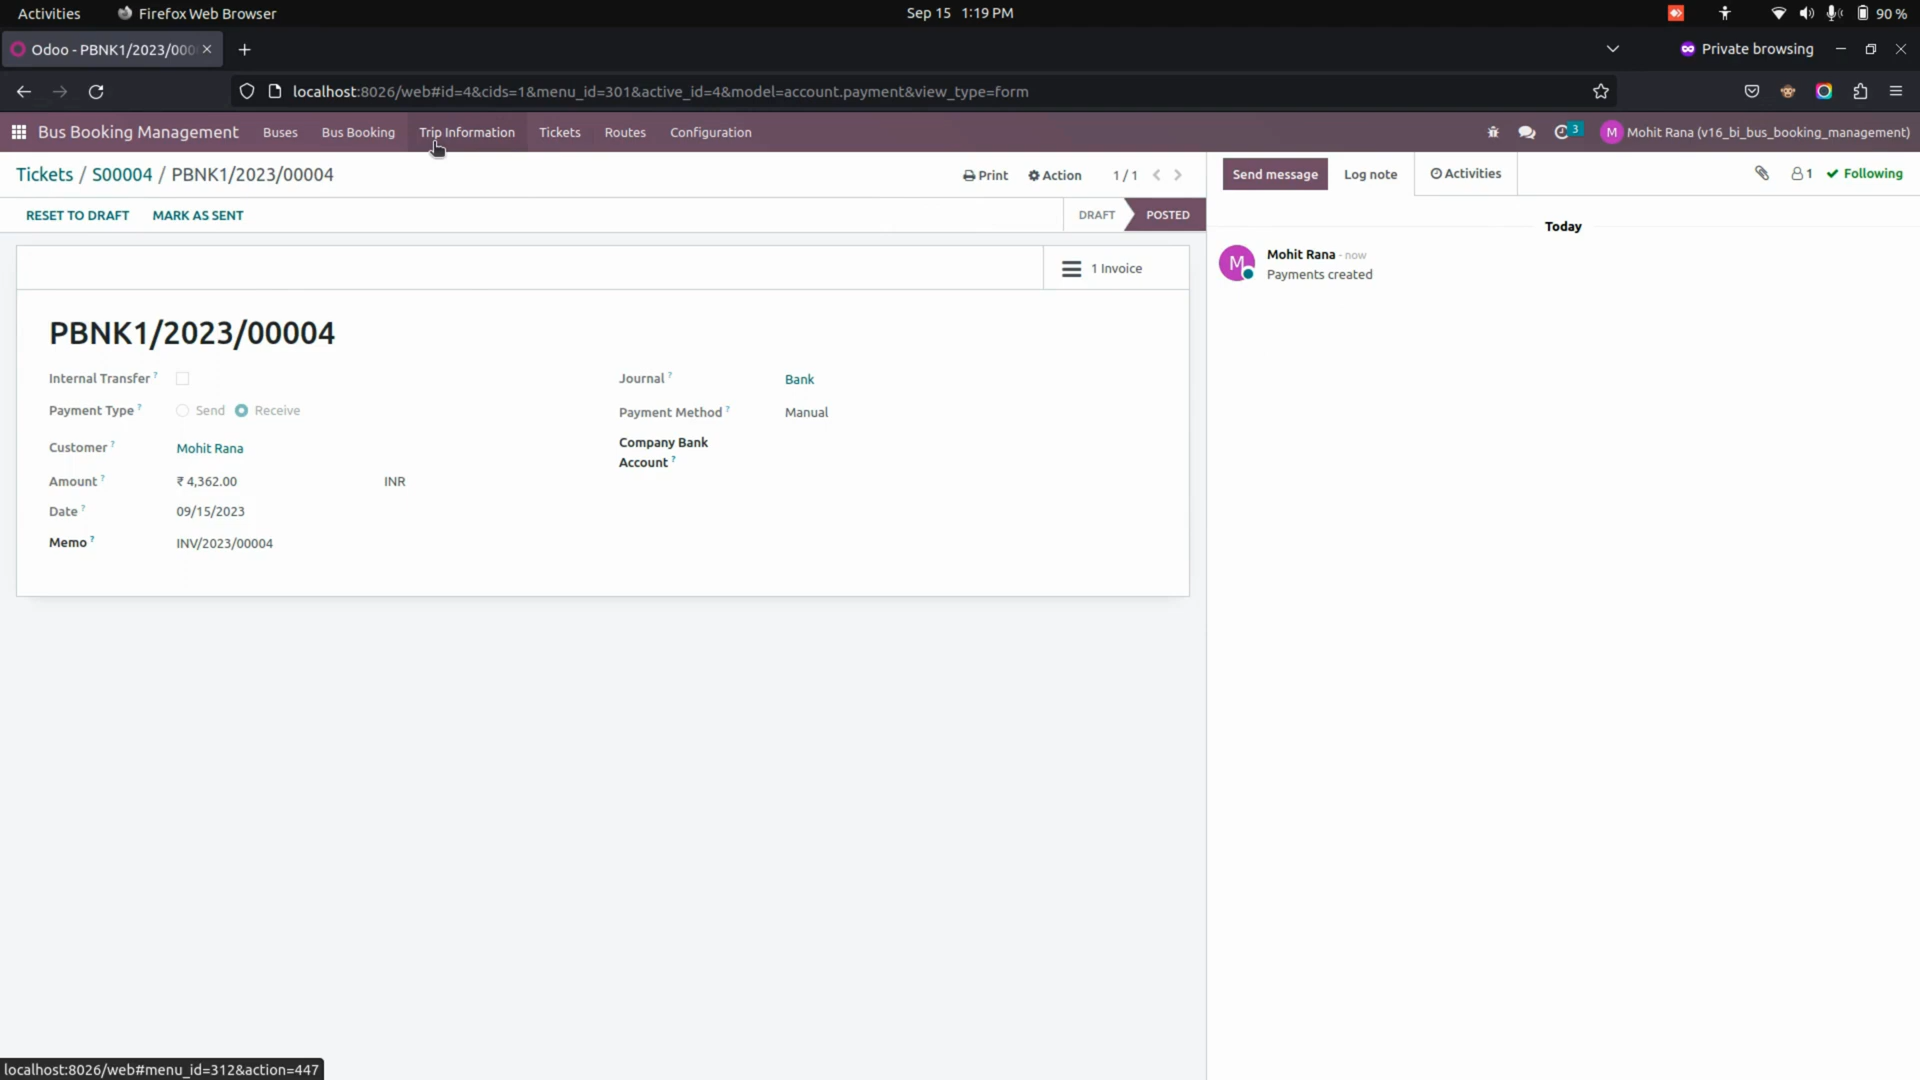 Activities Firefox Web Browser Sep 15 1:19 PM 90 %
Odoo - PBNK1/2023/000 Private browsing
localhost:8026/web#id=4&cids=1&menu_id=301&active_id=4&model=account.payment&view_type=form
Bus Booking Management Buses Bus Booking Trip Information Tickets Routes Configuration 3 M Mohit Rana (v16_bi_bus_booking_management)
Tickets / S00004 / PBNK1/2023/00004 Print Action 1 / 1 Send message Log note Activities 1 Following
RESET TO DRAFT MARK AS SENT DRAFT POSTED
Today
1 Invoice
M Mohit Rana - now
Payments created
PBNK1/2023/00004
Internal Transfer ?
Journal ? Bank
Payment Type ? Send Receive
Payment Method ? Manual
Customer ? Mohit Rana
Company Bank Account ?
Amount ? ₹ 4,362.00 INR
Date ? 09/15/2023
Memo ? INV/2023/00004
localhost:8026/web#menu_id=312&action=447